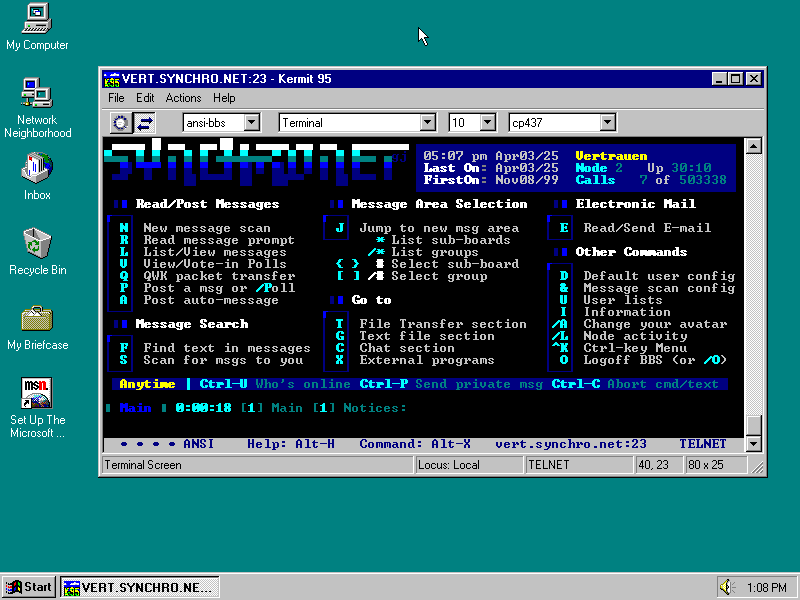 My Computer
Network Neighborhood
Inbox
Recycle Bin
My Briefcase
msn
Set Up The Microsoft ...
K95 VERT.SYNCHRO.NET:23 - Kermit 95
File Edit Actions Help
ansi-bbs Terminal 10 cp437
SYNCHRONET
05:07 pm Apr03/25 Vertrauen
Last On: Apr03/25 Node 2 Up 30:10
FirstOn: Nov08/99 Calls 7 of 503338
Read/Post Messages Message Area Selection Electronic Mail
N New message scan J Jump to new msg area E Read/Send E-mail
R Read message prompt * List sub-boards
L List/View messages /* List groups Other Commands
V View/Vote-in Polls { } # Select sub-board
Q QWK packet transfer [ ] /# Select group D Default user config
P Post a msg or /Poll & Message scan config
A Post auto-message Go to U User lists
I Information
Message Search T File Transfer section /A Change your avatar
G Text file section /L Node activity
F Find text in messages C Chat section ^K Ctrl-key Menu
S Scan for msgs to you X External programs O Logoff BBS (or /O)
Anytime | Ctrl-U Who's online Ctrl-P Send private msg Ctrl-C Abort cmd/text
Main 0:00:18 [1] Main [1] Notices:
• • • • ANSI Help: Alt-H Command: Alt-X vert.synchro.net:23 TELNET
Terminal Screen Locus: Local TELNET 40, 23 80 x 25
Start K95 VERT.SYNCHRO.NE... 1:08 PM